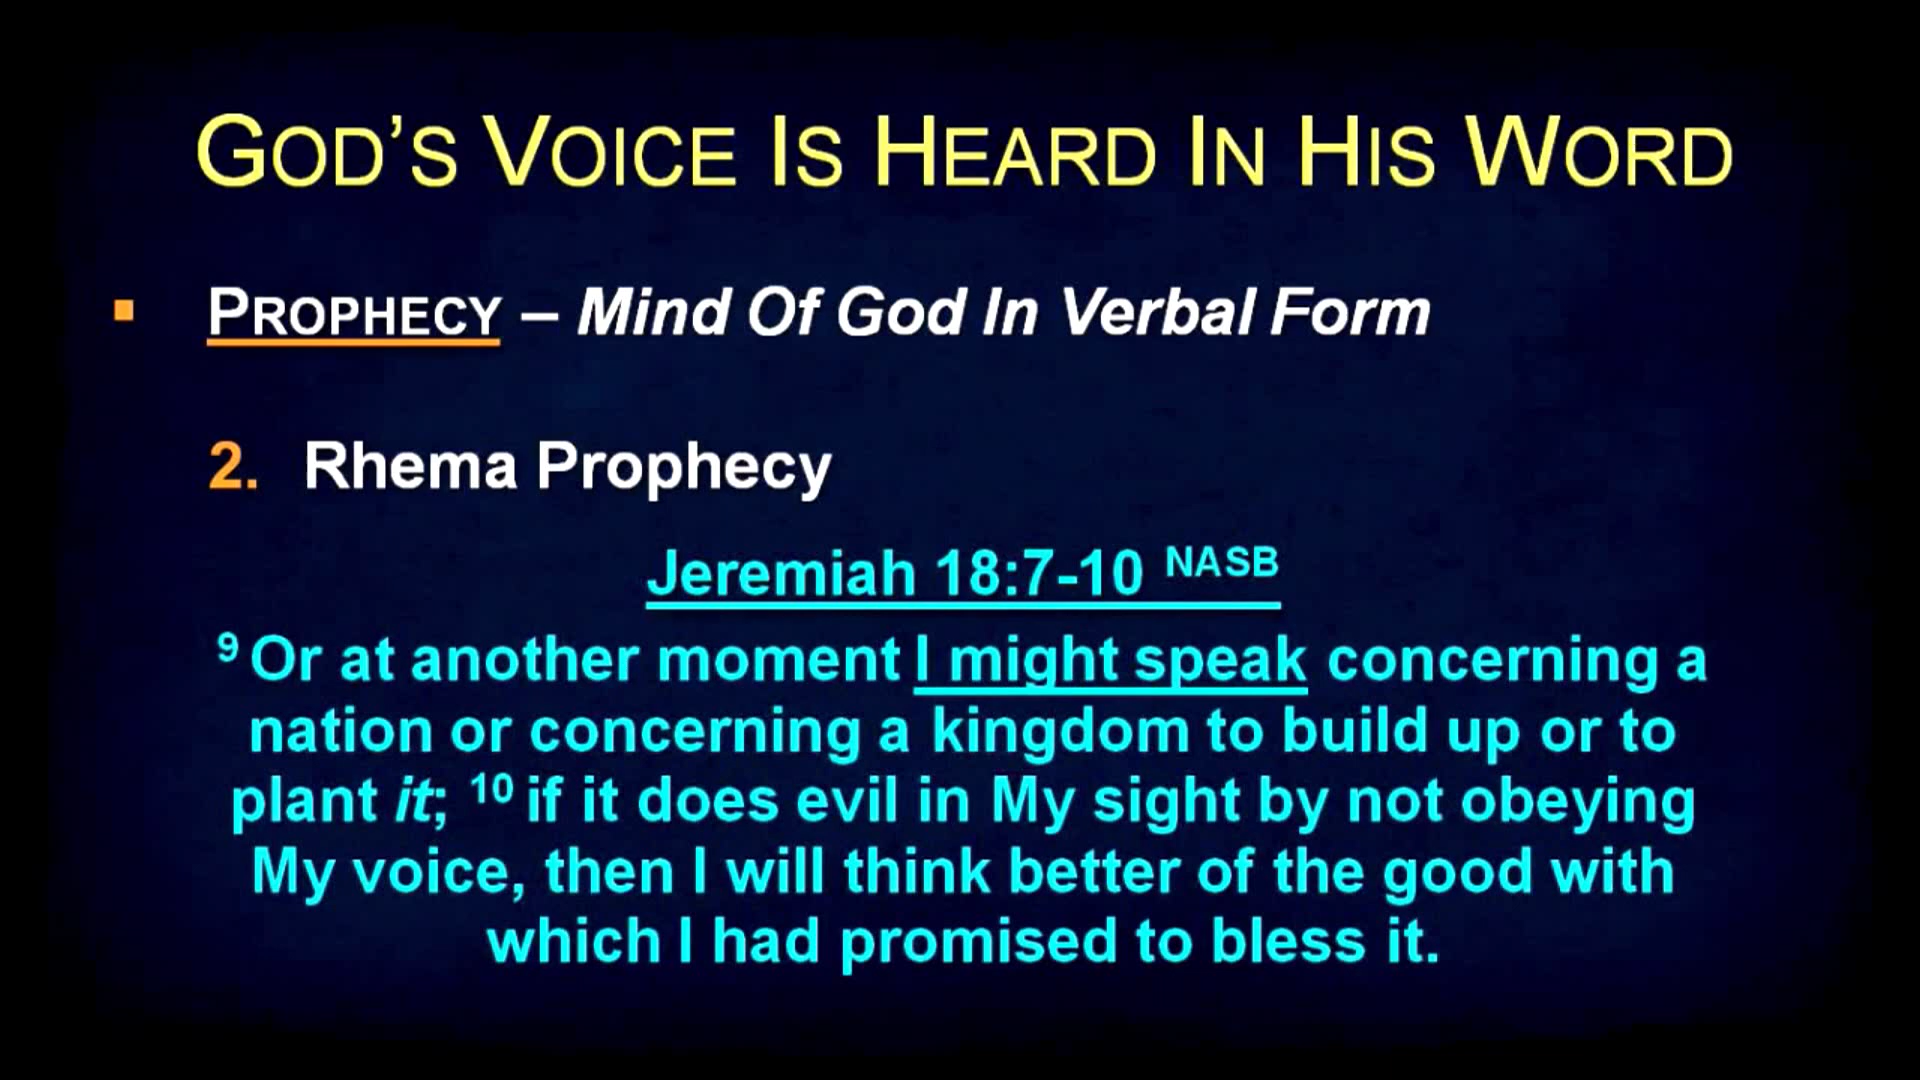 GOD'S VOICE IS HEARD IN HIS WORD
▪ PROPHECY – Mind Of God In Verbal Form
2. Rhema Prophecy
Jeremiah 18:7-10 NASB
9 Or at another moment I might speak concerning a
nation or concerning a kingdom to build up or to
plant it; 10 if it does evil in My sight by not obeying
My voice, then I will think better of the good with
which I had promised to bless it.